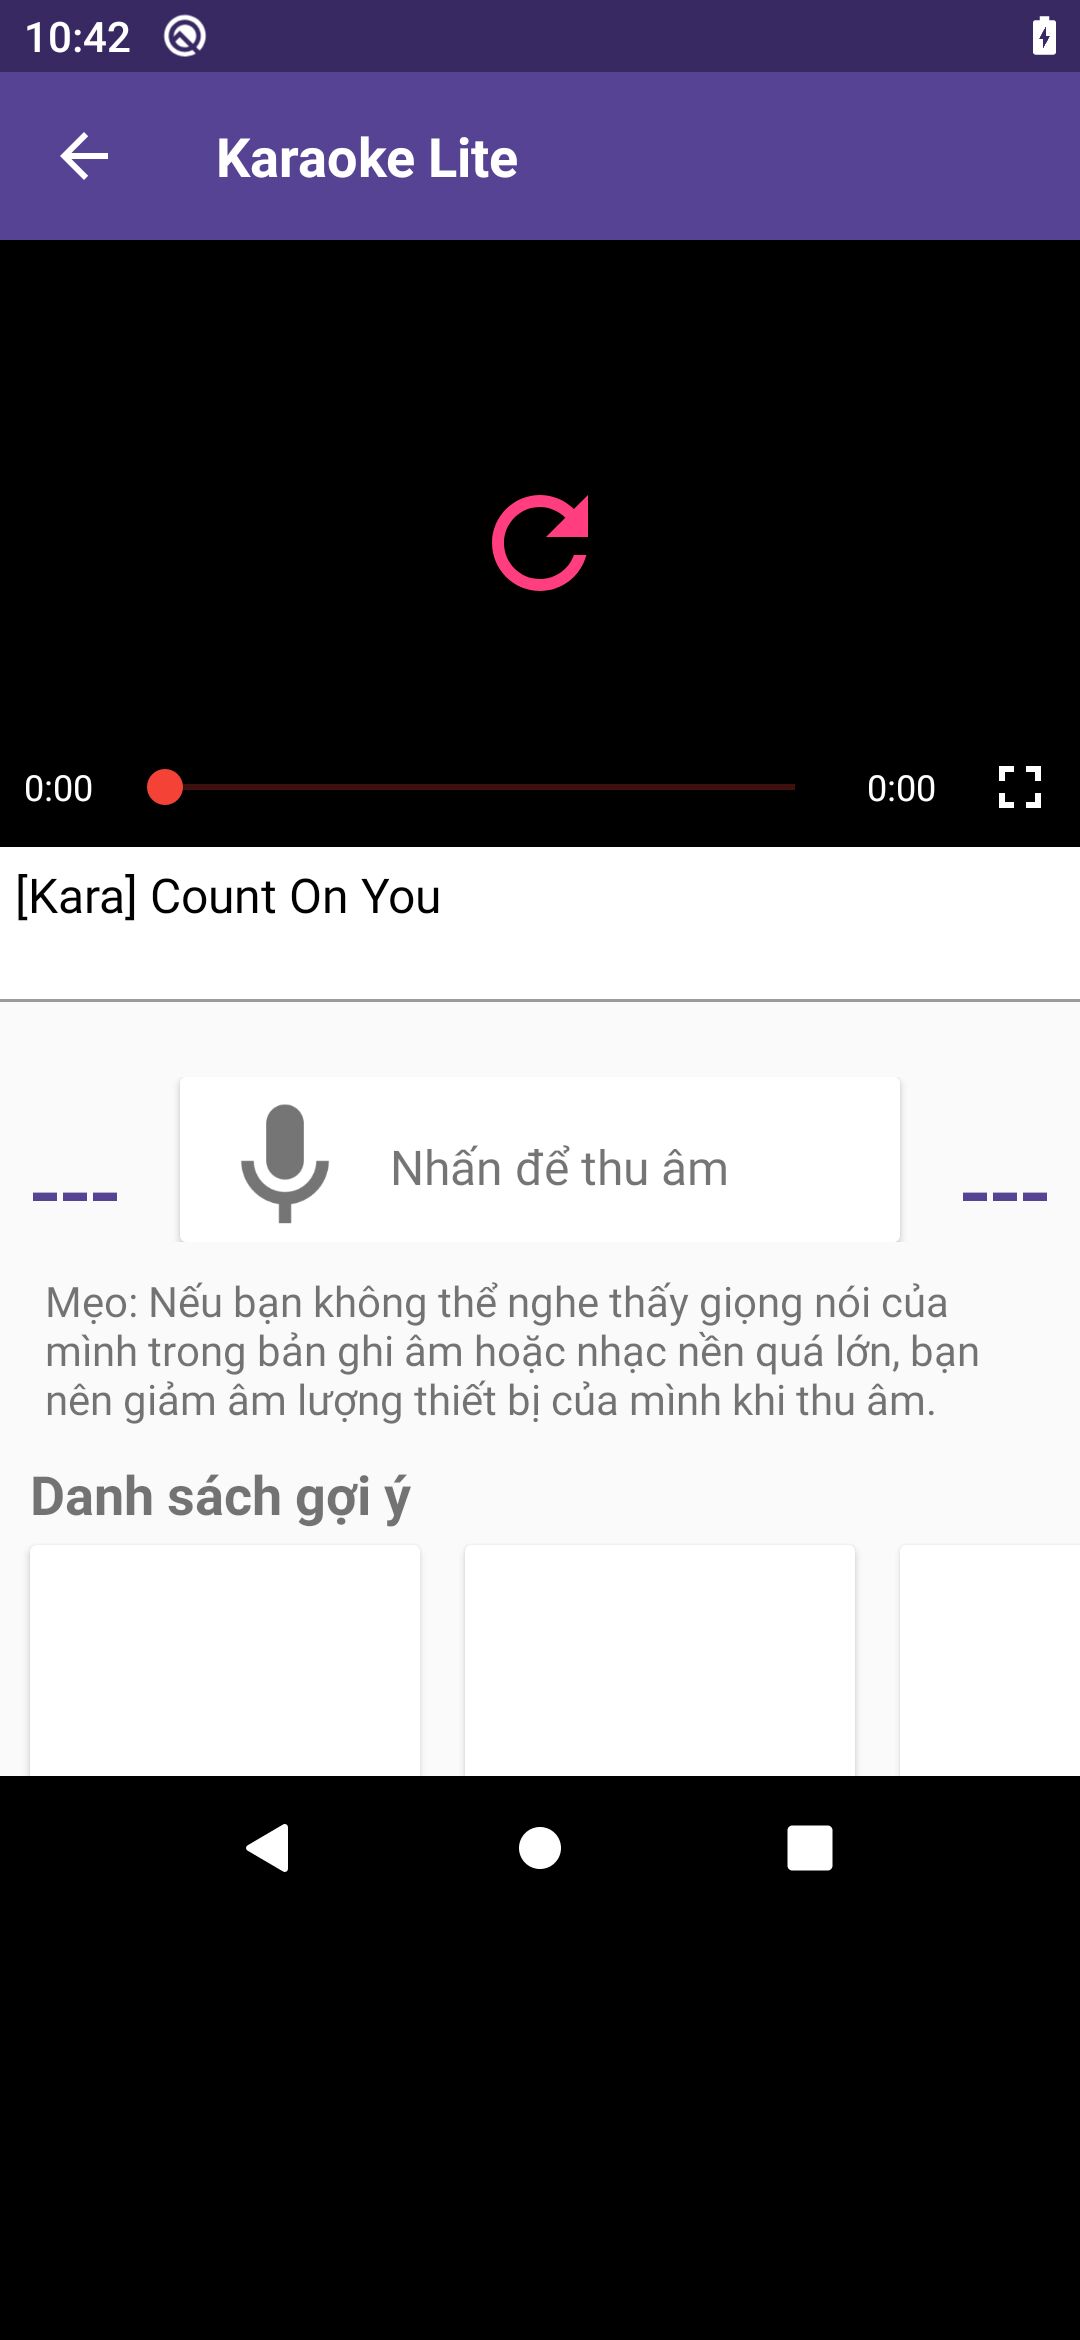 10:42
Karaoke Lite
0:00
0:00
[Kara] Count On You
---
Nhấn để thu âm
---
Mẹo: Nếu bạn không thể nghe thấy giọng nói của
mình trong bản ghi âm hoặc nhạc nền quá lớn, bạn
nên giảm âm lượng thiết bị của mình khi thu âm.
Danh sách gợi ý